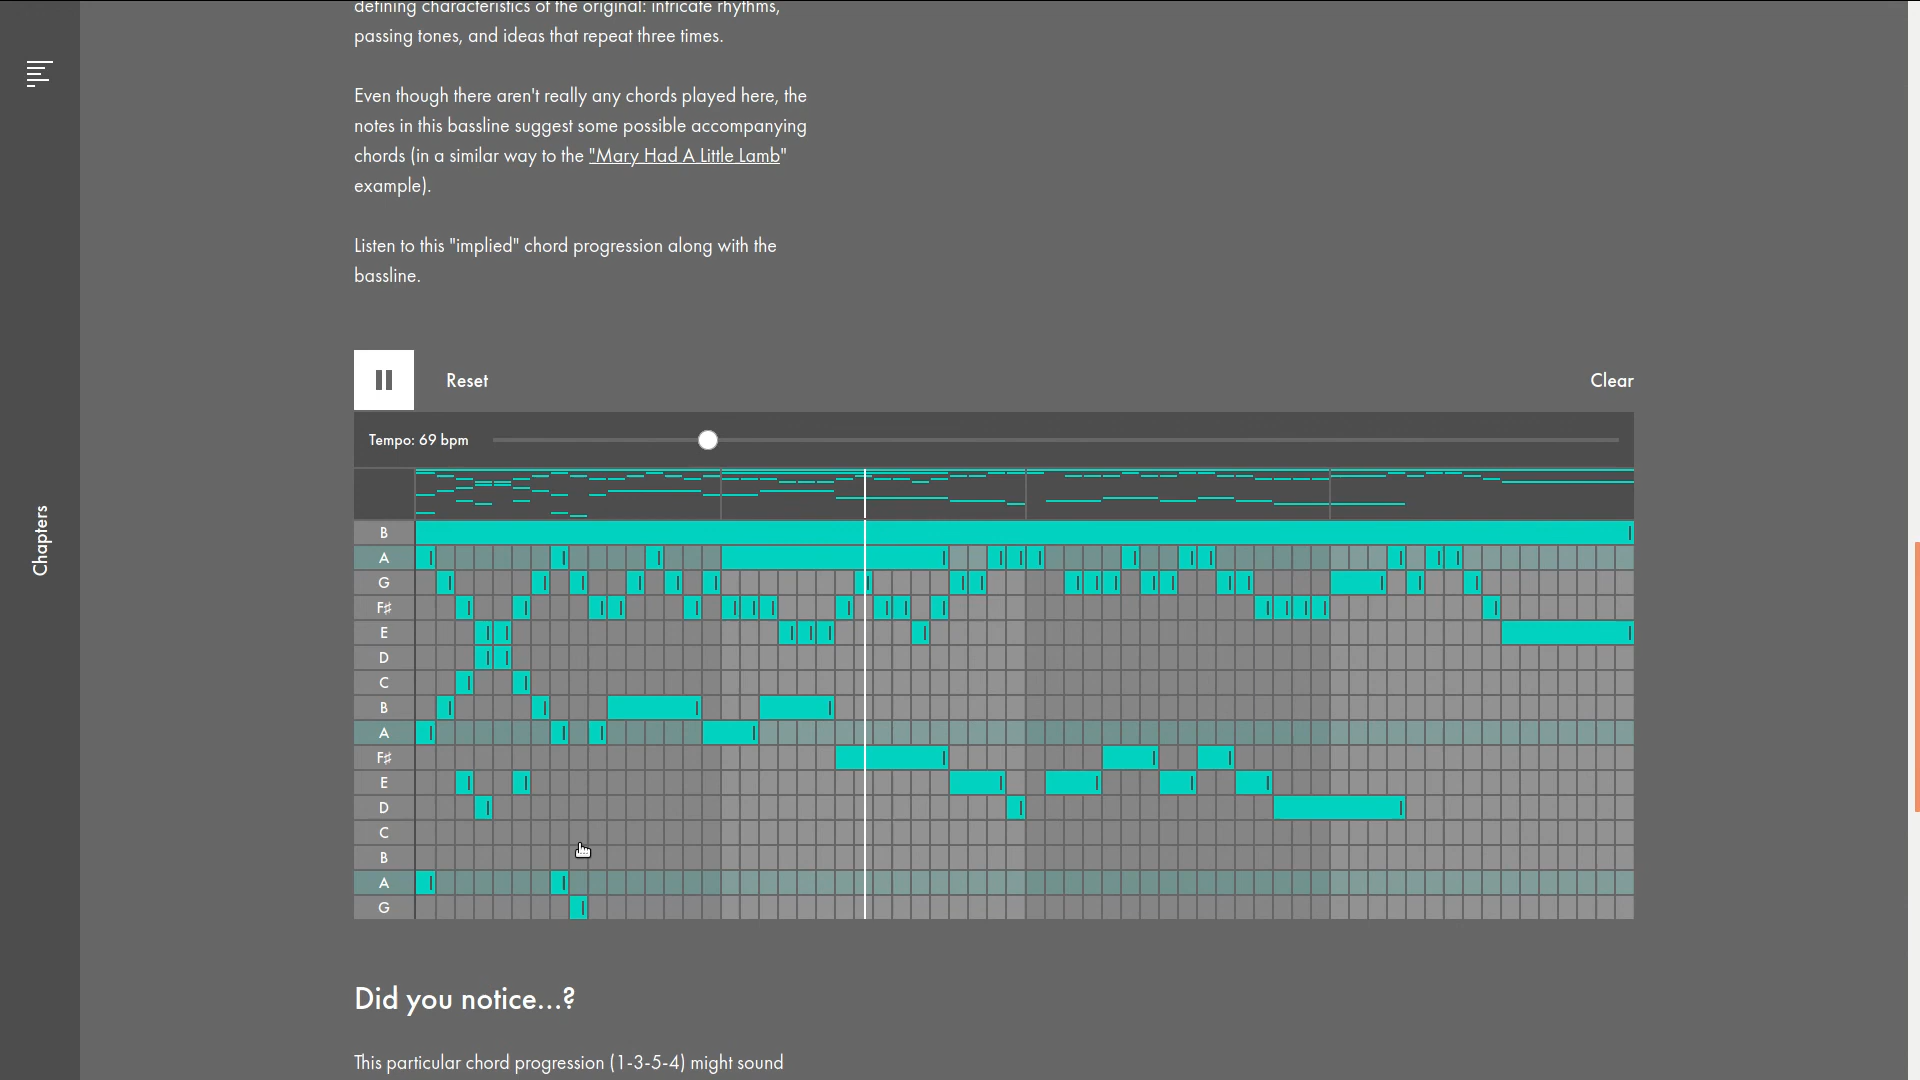 defining characteristics of the original: intricate rhythms,
passing tones, and ideas that repeat three times.
Even though there aren't really any chords played here, the
notes in this bassline suggest some possible accompanying
chords (in a similar way to the "Mary Had A Little Lamb"
example).
Listen to this "implied" chord progression along with the
bassline.
Reset
Clear
Tempo: 69 bpm
Chapters
B
A
G
F♯
E
D
C
B
A
F♯
E
D
C
B
A
G
Did you notice...?
This particular chord progression (1-3-5-4) might sound